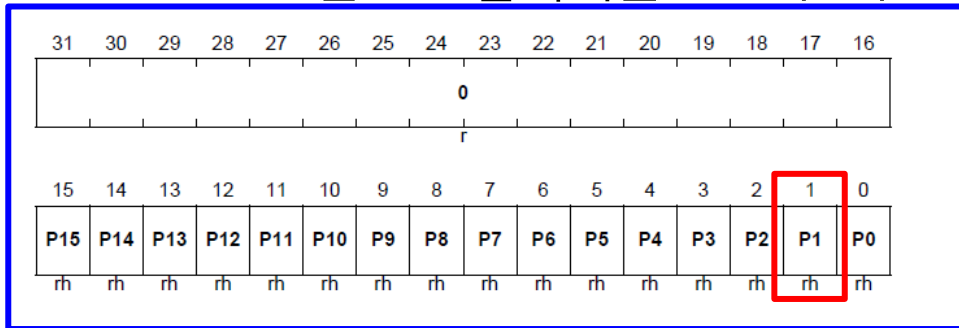 31 30 29 28 27 26 25 24 23 22 21 20 19 18 17 16
0
r
15 14 13 12 11 10 9 8 7 6 5 4 3 2 1 0
P15 P14 P13 P12 P11 P10 P9 P8 P7 P6 P5 P4 P3 P2 P1 P0
rh rh rh rh rh rh rh rh rh rh rh rh rh rh rh rh